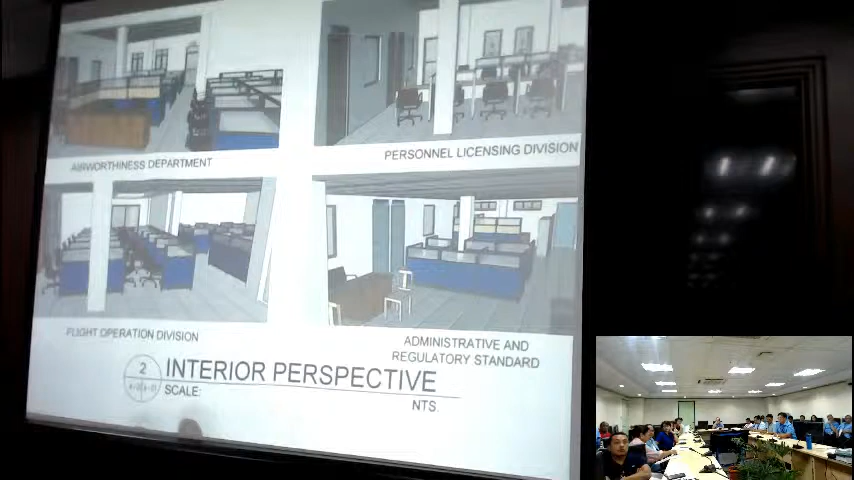 AIRWORTHINESS DEPARTMENT
PERSONNEL LICENSING DIVISION
FLIGHT OPERATION DIVISION
ADMINISTRATIVE AND
REGULATORY STANDARD
2
INTERIOR PERSPECTIVE
SCALE:
NTS.